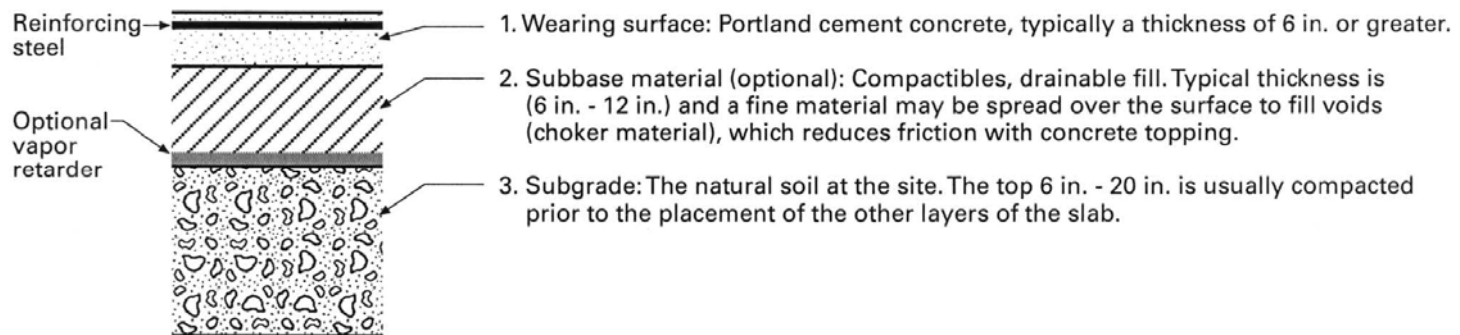 Reinforcing
steel
1. Wearing surface: Portland cement concrete, typically a thickness of 6 in. or greater.
2. Subbase material (optional): Compactibles, drainable fill. Typical thickness is
(6 in. - 12 in.) and a fine material may be spread over the surface to fill voids
(choker material), which reduces friction with concrete topping.
Optional
vapor
retarder
3. Subgrade: The natural soil at the site. The top 6 in. - 20 in. is usually compacted
prior to the placement of the other layers of the slab.